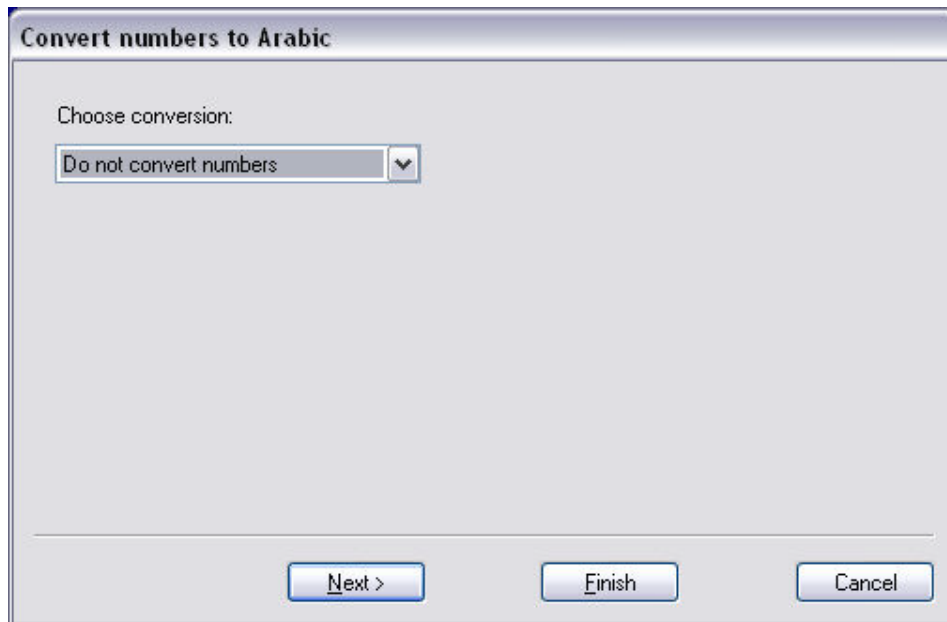 Convert numbers to Arabic
Choose conversion:
Do not convert numbers
Next >
Finish
Cancel